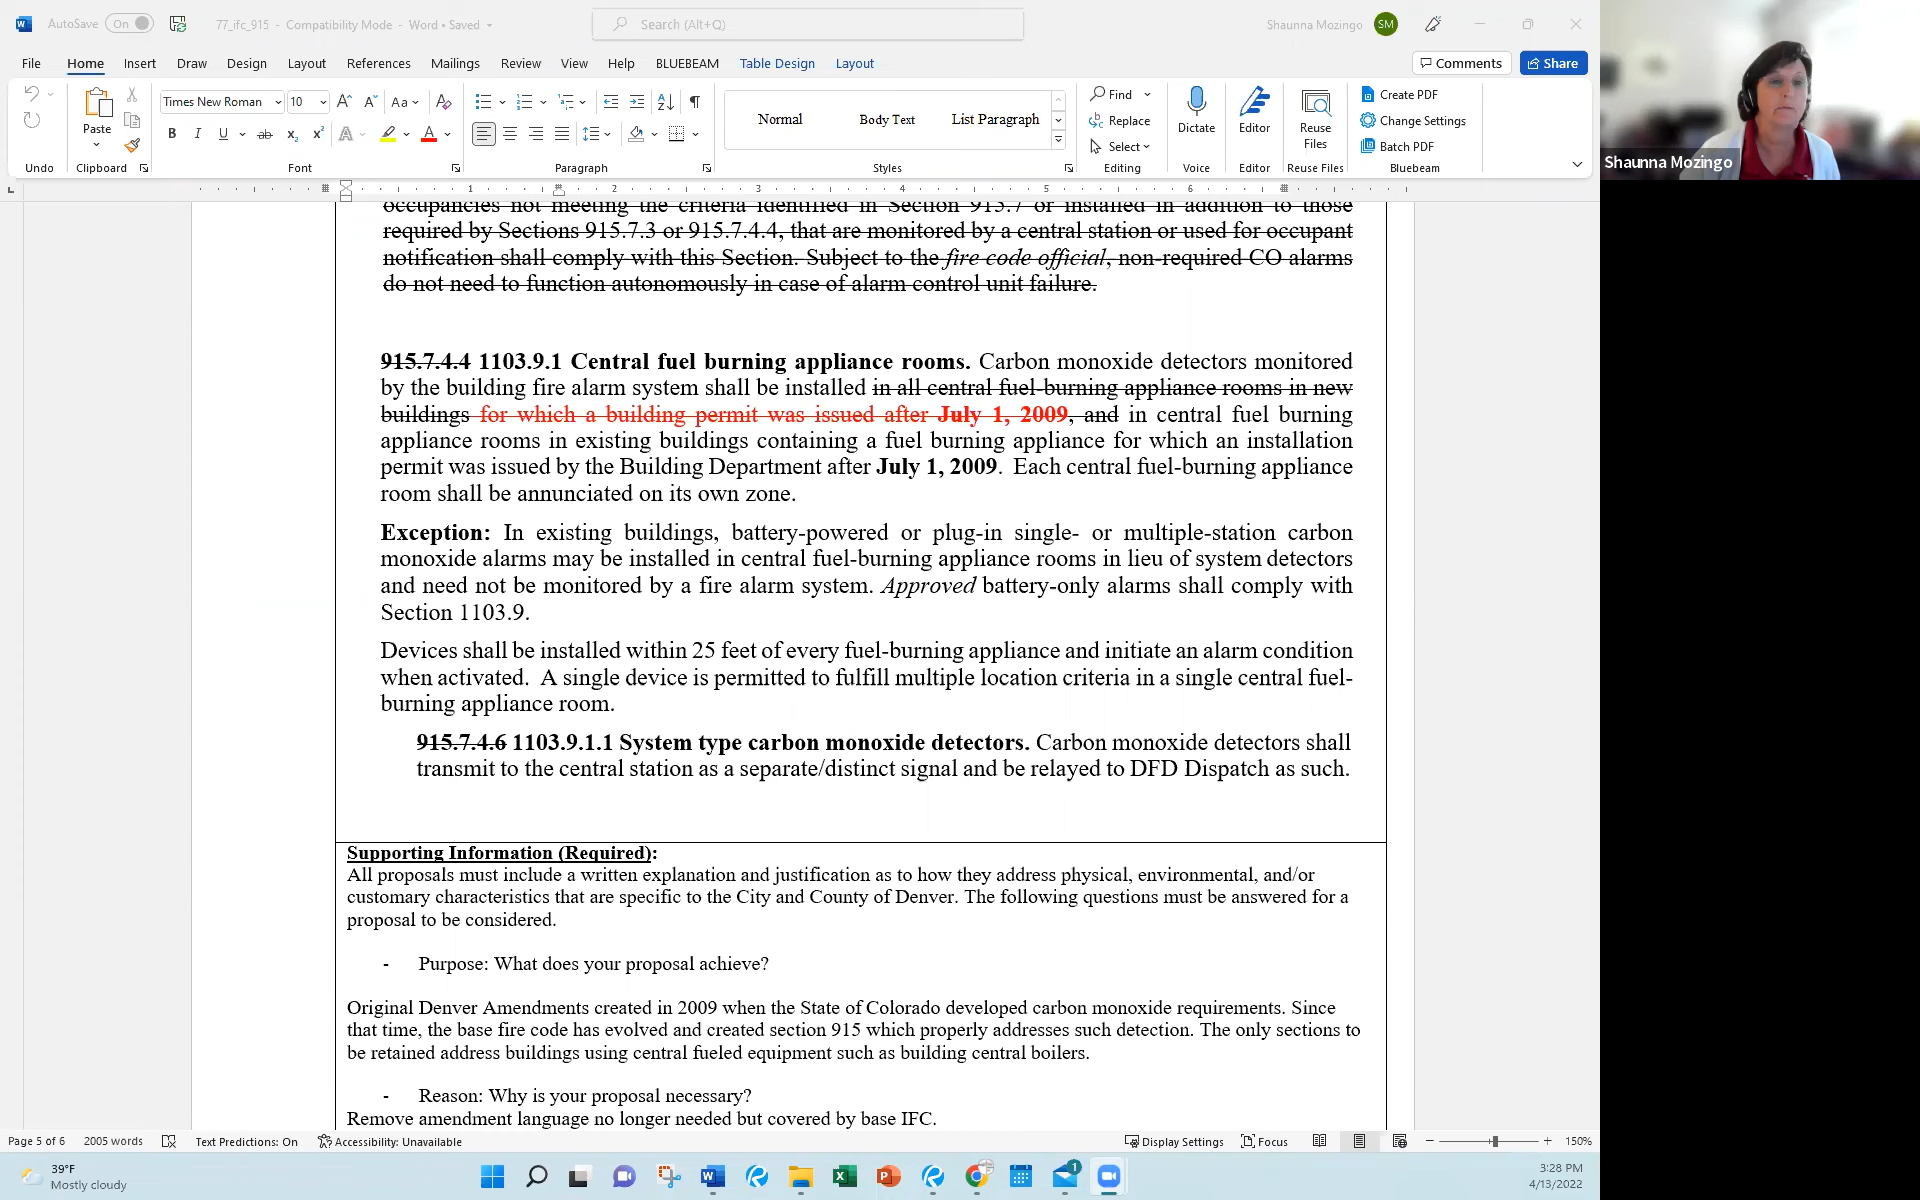 AutoSave On 77_ifc_915 - Compatibility Mode - Word • Saved Search (Alt+Q) Shaunna Mozingo SM
File Home Insert Draw Design Layout References Mailings Review View Help BLUEBEAM Table Design Layout Comments Share
Times New Roman 10 Aa
Paste
Normal Body Text List Paragraph
Find
Replace
Select
Dictate Editor Reuse Files
Create PDF
Change Settings
Batch PDF
Undo Clipboard Font Paragraph Styles Editing Voice Editor Reuse Files Bluebeam
Shaunna Mozingo
1 2 3 4 5 6
occupancies not meeting the criteria identified in Section 915.7 or installed in addition to those
required by Sections 915.7.3 or 915.7.4.4, that are monitored by a central station or used for occupant
notification shall comply with this Section. Subject to the fire code official, non-required CO alarms
do not need to function autonomously in case of alarm control unit failure.
915.7.4.4 1103.9.1 Central fuel burning appliance rooms. Carbon monoxide detectors monitored
by the building fire alarm system shall be installed in all central fuel-burning appliance rooms in new
buildings for which a building permit was issued after July 1, 2009, and in central fuel burning
appliance rooms in existing buildings containing a fuel burning appliance for which an installation
permit was issued by the Building Department after July 1, 2009. Each central fuel-burning appliance
room shall be annunciated on its own zone.
Exception: In existing buildings, battery-powered or plug-in single- or multiple-station carbon
monoxide alarms may be installed in central fuel-burning appliance rooms in lieu of system detectors
and need not be monitored by a fire alarm system. Approved battery-only alarms shall comply with
Section 1103.9.
Devices shall be installed within 25 feet of every fuel-burning appliance and initiate an alarm condition
when activated. A single device is permitted to fulfill multiple location criteria in a single central fuel-
burning appliance room.
915.7.4.6 1103.9.1.1 System type carbon monoxide detectors. Carbon monoxide detectors shall
transmit to the central station as a separate/distinct signal and be relayed to DFD Dispatch as such.
Supporting Information (Required):
All proposals must include a written explanation and justification as to how they address physical, environmental, and/or
customary characteristics that are specific to the City and County of Denver. The following questions must be answered for a
proposal to be considered.
- Purpose: What does your proposal achieve?
Original Denver Amendments created in 2009 when the State of Colorado developed carbon monoxide requirements. Since
that time, the base fire code has evolved and created section 915 which properly addresses such detection. The only sections to
be retained address buildings using central fueled equipment such as building central boilers.
- Reason: Why is your proposal necessary?
Remove amendment language no longer needed but covered by base IFC.
Page 5 of 6 2005 words Text Predictions: On Accessibility: Unavailable Display Settings Focus 150%
39°F
Mostly cloudy
1
3:28 PM
4/13/2022